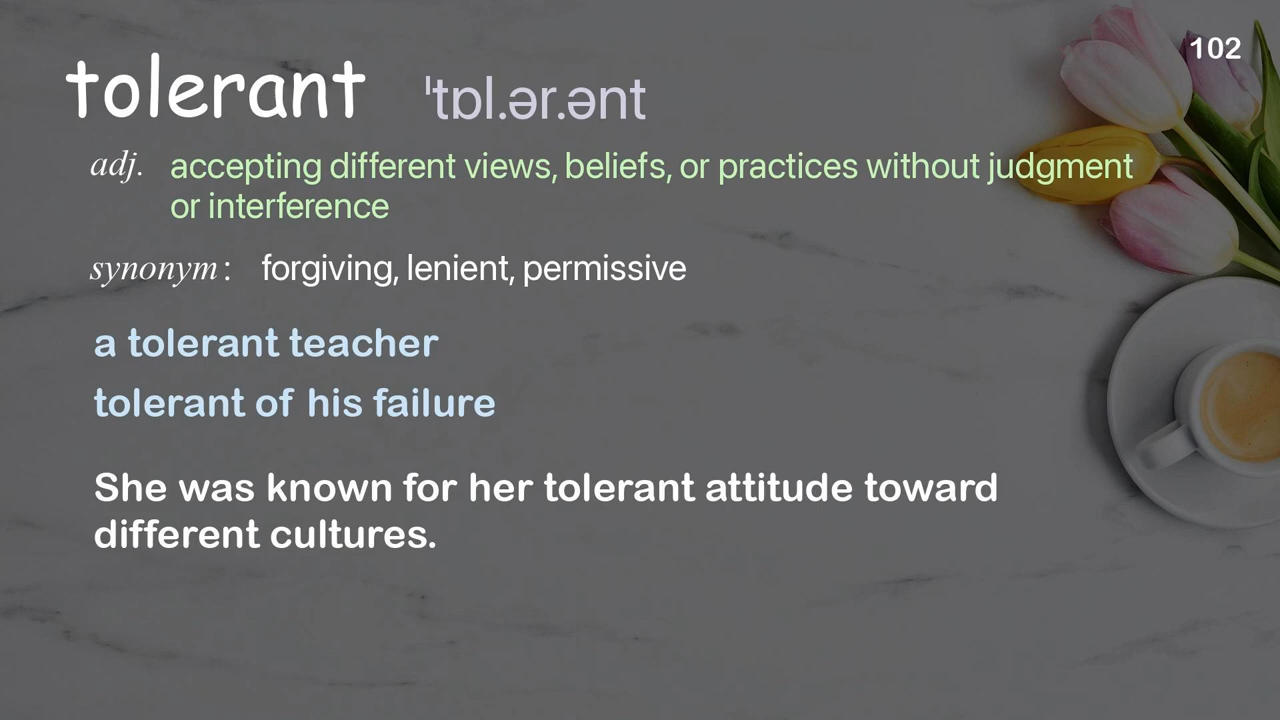 102
tolerant ˈtɒl.ər.ənt
adj. accepting different views, beliefs, or practices without judgment
or interference
synonym: forgiving, lenient, permissive
a tolerant teacher
tolerant of his failure
She was known for her tolerant attitude toward
different cultures.